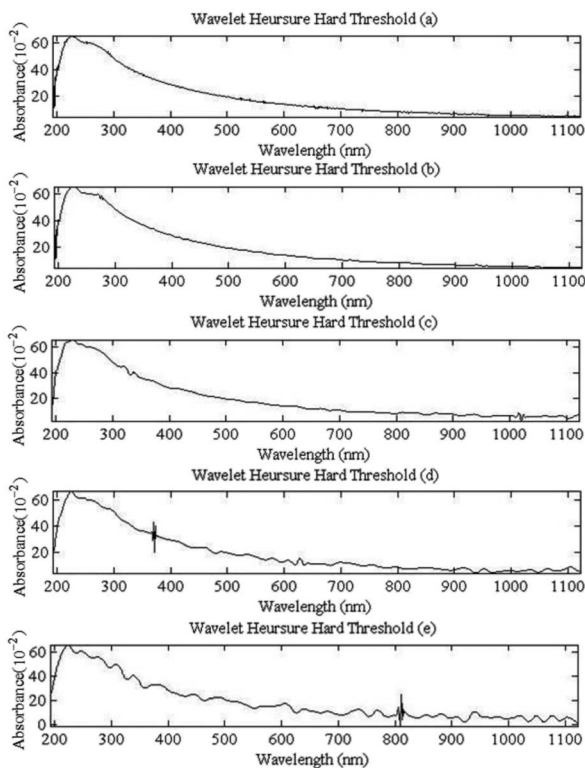 Wavelet Heursure Hard Threshold (a)
Absorbance(10⁻²)
60
40
20
200 300 400 500 600 700 800 900 1000 1100
Wavelength (nm)
Wavelet Heursure Hard Threshold (b)
Absorbance(10⁻²)
60
40
20
200 300 400 500 600 700 800 900 1000 1100
Wavelength (nm)
Wavelet Heursure Hard Threshold (c)
Absorbance(10⁻²)
60
40
20
200 300 400 500 600 700 800 900 1000 1100
Wavelength (nm)
Wavelet Heursure Hard Threshold (d)
Absorbance(10⁻²)
60
40
20
200 300 400 500 600 700 800 900 1000 1100
Wavelength (nm)
Wavelet Heursure Hard Threshold (e)
Absorbance(10⁻²)
60
40
20
0
200 300 400 500 600 700 800 900 1000 1100
Wavelength (nm)